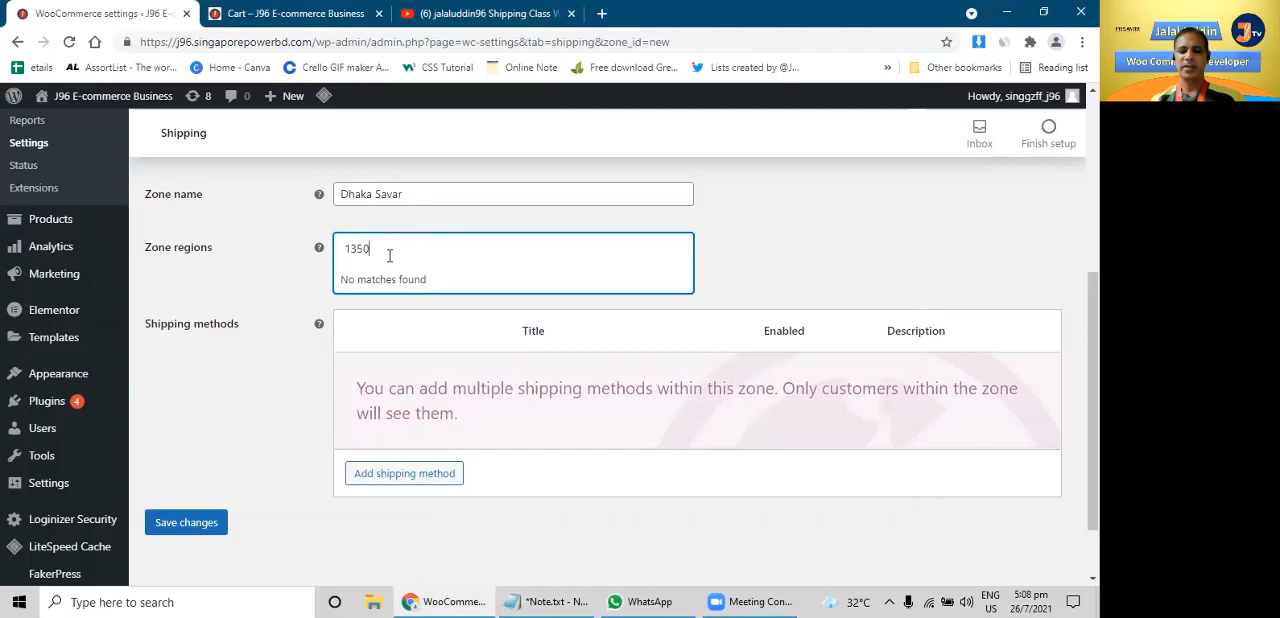 WooCommerce settings ‹ J96 E-c
Cart – J96 E-commerce Business
(6) jalaluddin96 Shipping Class W
https://j96.singaporepowerbd.com/wp-admin/admin.php?page=wc-settings&tab=shipping&zone_id=new
etails
AssortList - The wor...
Home - Canva
Crello GIF maker A...
CSS Tutorial
Online Note
Free download Gre...
Lists created by @J...
»
Other bookmarks
Reading list
J96 E-commerce Business
8
0
New
Howdy, singgzff_j96
Reports
Settings
Status
Extensions
Products
Analytics
Marketing
Elementor
Templates
Appearance
Plugins 4
Users
Tools
Settings
Loginizer Security
LiteSpeed Cache
FakerPress
Shipping
Inbox
Finish setup
Zone name
Dhaka Savar
Zone regions
1350
No matches found
Shipping methods
Title
Enabled
Description
You can add multiple shipping methods within this zone. Only customers within the zone
will see them.
Add shipping method
Save changes
FREELANCER
Jalaluddin
TV
Woo Commerce Developer
Type here to search
WooComme...
*Note.txt - N...
WhatsApp
Meeting Con...
32°C
ENG
US
5:08 pm
26/7/2021